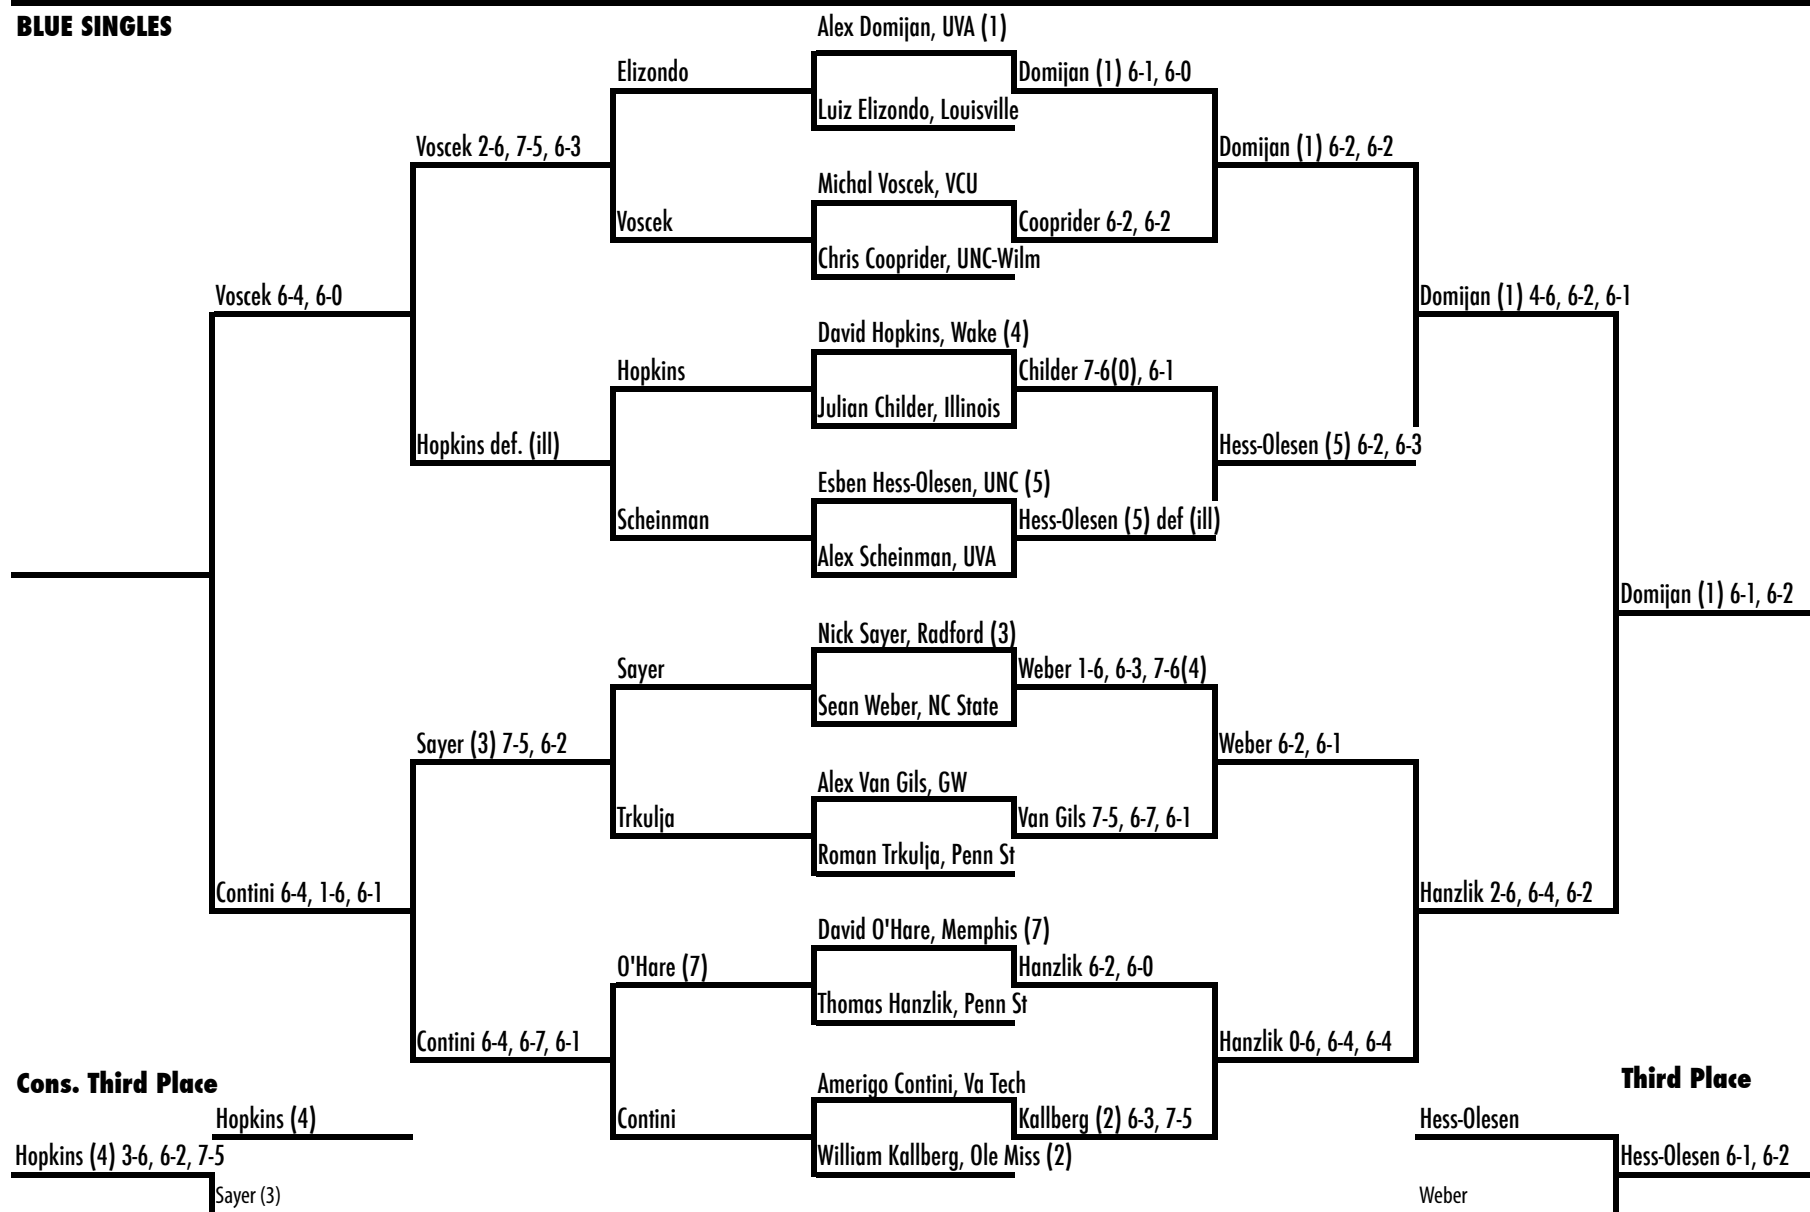 BLUE SINGLES
Alex Domijan, UVA (1)
Elizondo
Domijan (1) 6-1, 6-0
Luiz Elizondo, Louisville
Voscek 2-6, 7-5, 6-3
Domijan (1) 6-2, 6-2
Michal Voscek, VCU
Voscek
Cooprider 6-2, 6-2
Chris Cooprider, UNC-Wilm
Voscek 6-4, 6-0
Domijan (1) 4-6, 6-2, 6-1
David Hopkins, Wake (4)
Hopkins
Childer 7-6(0), 6-1
Julian Childer, Illinois
Hopkins def. (ill)
Hess-Olesen (5) 6-2, 6-3
Esben Hess-Olesen, UNC (5)
Scheinman
Hess-Olesen (5) def (ill)
Alex Scheinman, UVA
Domijan (1) 6-1, 6-2
Nick Sayer, Radford (3)
Sayer
Weber 1-6, 6-3, 7-6(4)
Sean Weber, NC State
Sayer (3) 7-5, 6-2
Weber 6-2, 6-1
Alex Van Gils, GW
Trkulja
Van Gils 7-5, 6-7, 6-1
Roman Trkulja, Penn St
Contini 6-4, 1-6, 6-1
Hanzlik 2-6, 6-4, 6-2
David O'Hare, Memphis (7)
O'Hare (7)
Hanzlik 6-2, 6-0
Thomas Hanzlik, Penn St
Contini 6-4, 6-7, 6-1
Hanzlik 0-6, 6-4, 6-4
Cons. Third Place
Amerigo Contini, Va Tech
Third Place
Hopkins (4)
Contini
Kallberg (2) 6-3, 7-5
Hess-Olesen
Hopkins (4) 3-6, 6-2, 7-5
William Kallberg, Ole Miss (2)
Hess-Olesen 6-1, 6-2
Sayer (3)
Weber